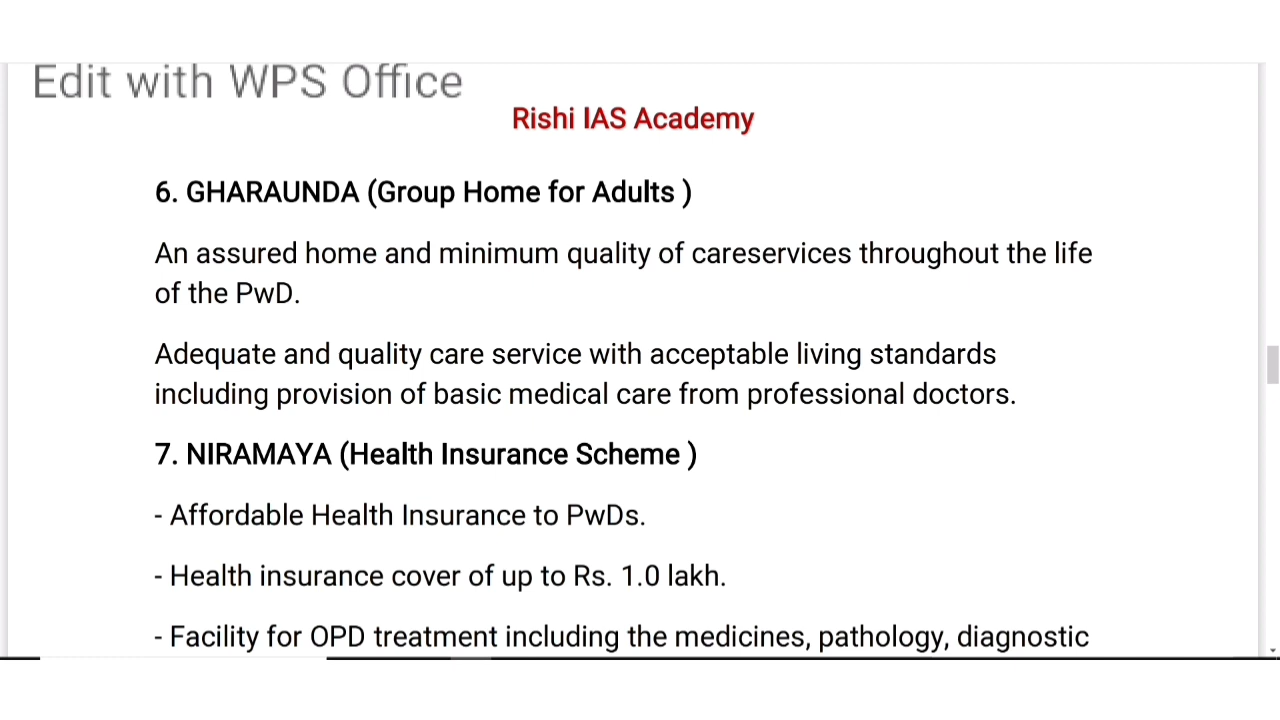 Edit with WPS Office
Rishi IAS Academy
6. GHARAUNDA (Group Home for Adults )
An assured home and minimum quality of careservices throughout the life
of the PwD.
Adequate and quality care service with acceptable living standards
including provision of basic medical care from professional doctors.
7. NIRAMAYA (Health Insurance Scheme )
- Affordable Health Insurance to PwDs.
- Health insurance cover of up to Rs. 1.0 lakh.
- Facility for OPD treatment including the medicines, pathology, diagnostic